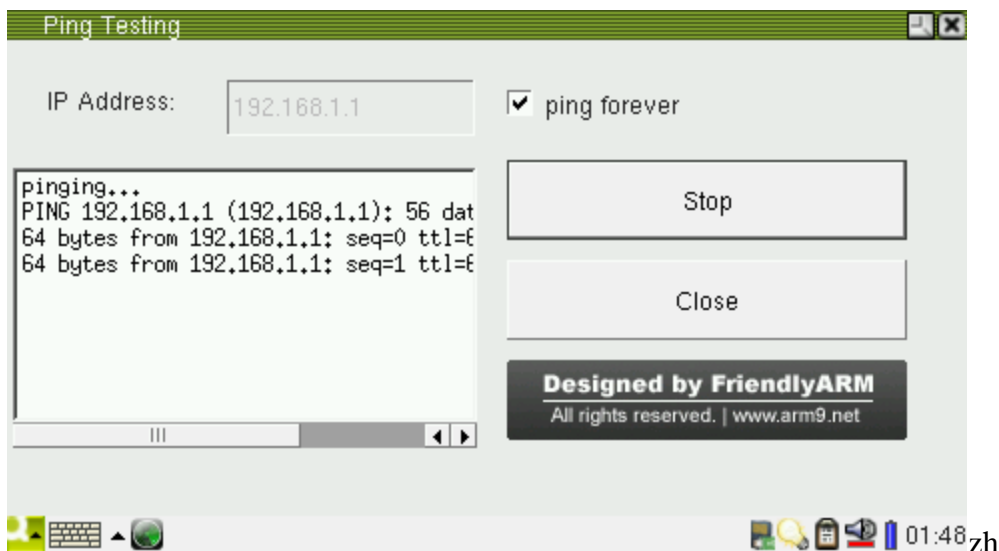 Ping Testing
IP Address:
192.168.1.1
ping forever
pinging...
PING 192.168.1.1 (192.168.1.1): 56 dat
64 bytes from 192.168.1.1: seq=0 ttl=6
64 bytes from 192.168.1.1: seq=1 ttl=6
Stop
Close
Designed by FriendlyARM
All rights reserved. | www.arm9.net
01:48
zh